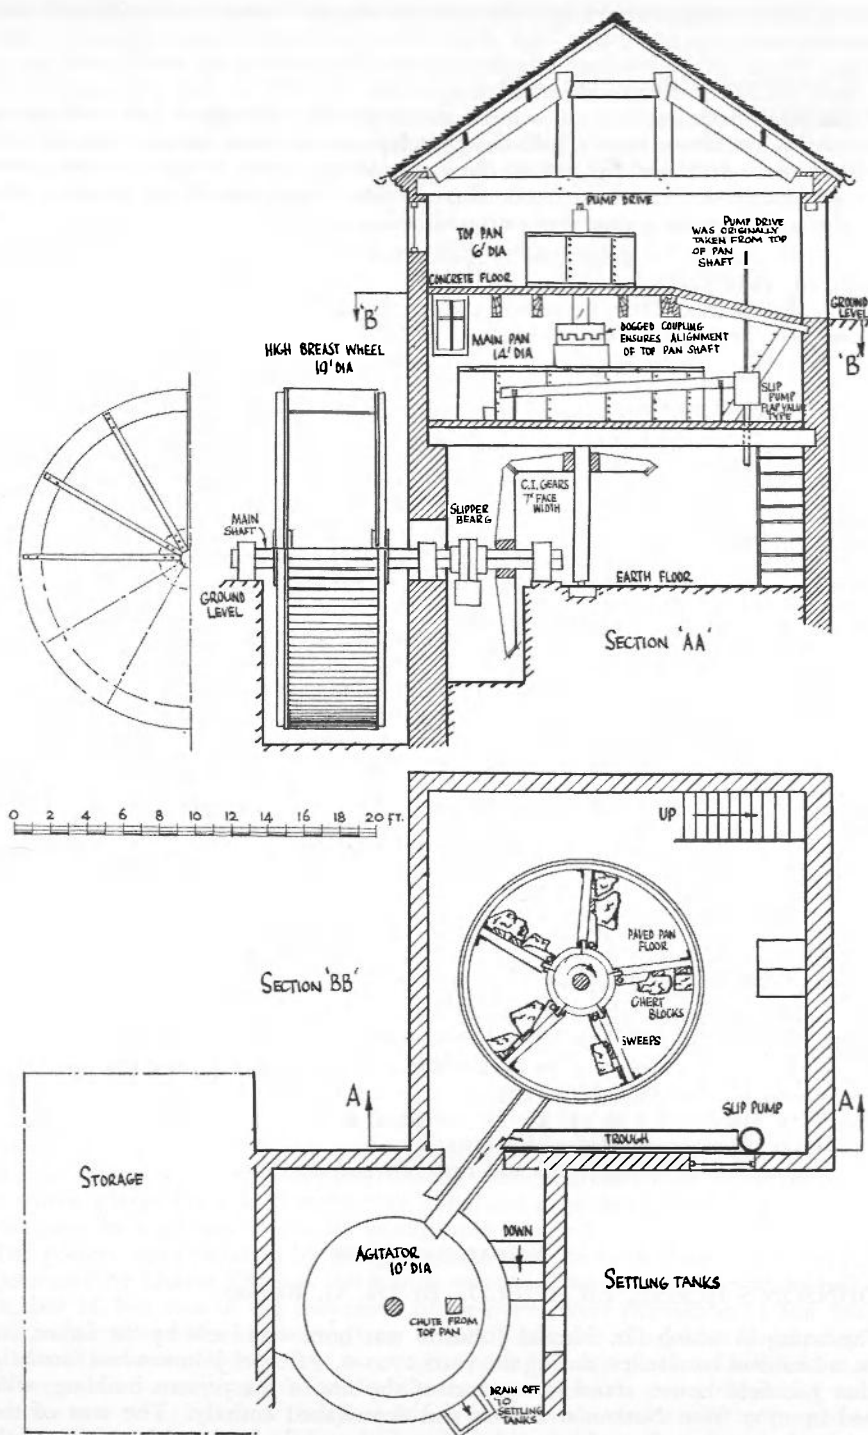 PUMP DRIVE
TOP PAN
6' DIA
PUMP DRIVE
WAS ORIGINALLY
TAKEN FROM TOP
OF PAN
SHAFT
CONCRETE FLOOR
GROUND
LEVEL
'B'
'B'
HIGH BREAST WHEEL
19' DIA
MAIN PAN
14' DIA
DOGGED COUPLING
ENSURES ALIGNMENT
OF TOP PAN SHAFT
SLIP
PUMP
FLAP VALVE
TYPE
C.I. GEARS
7" FACE
WIDTH
SLIPPER
BEARG
MAIN
SHAFT
GROUND
LEVEL
EARTH FLOOR
SECTION 'AA'
0 2 4 6 8 10 12 14 16 18 20 FT.
UP
PAVED PAN
FLOOR
SECTION 'BB'
CHERT
BLOCKS
SWEEPS
A
A
SLIP PUMP
TROUGH
STORAGE
AGITATOR
10' DIA
DOWN
SETTLING TANKS
CHUTE FROM
TOP PAN
DRAIN OFF
TO
SETTLING
TANKS